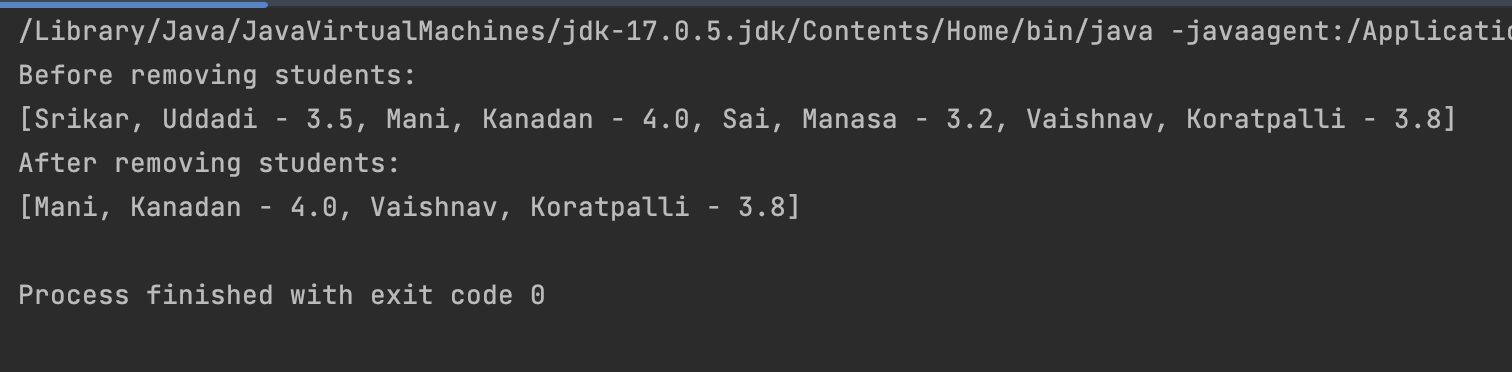 /Library/Java/JavaVirtualMachines/jdk-17.0.5.jdk/Contents/Home/bin/java -javaagent:/Applicatio
Before removing students:
[Srikar, Uddadi - 3.5, Mani, Kanadan - 4.0, Sai, Manasa - 3.2, Vaishnav, Koratpalli - 3.8]
After removing students:
[Mani, Kanadan - 4.0, Vaishnav, Koratpalli - 3.8]
Process finished with exit code 0